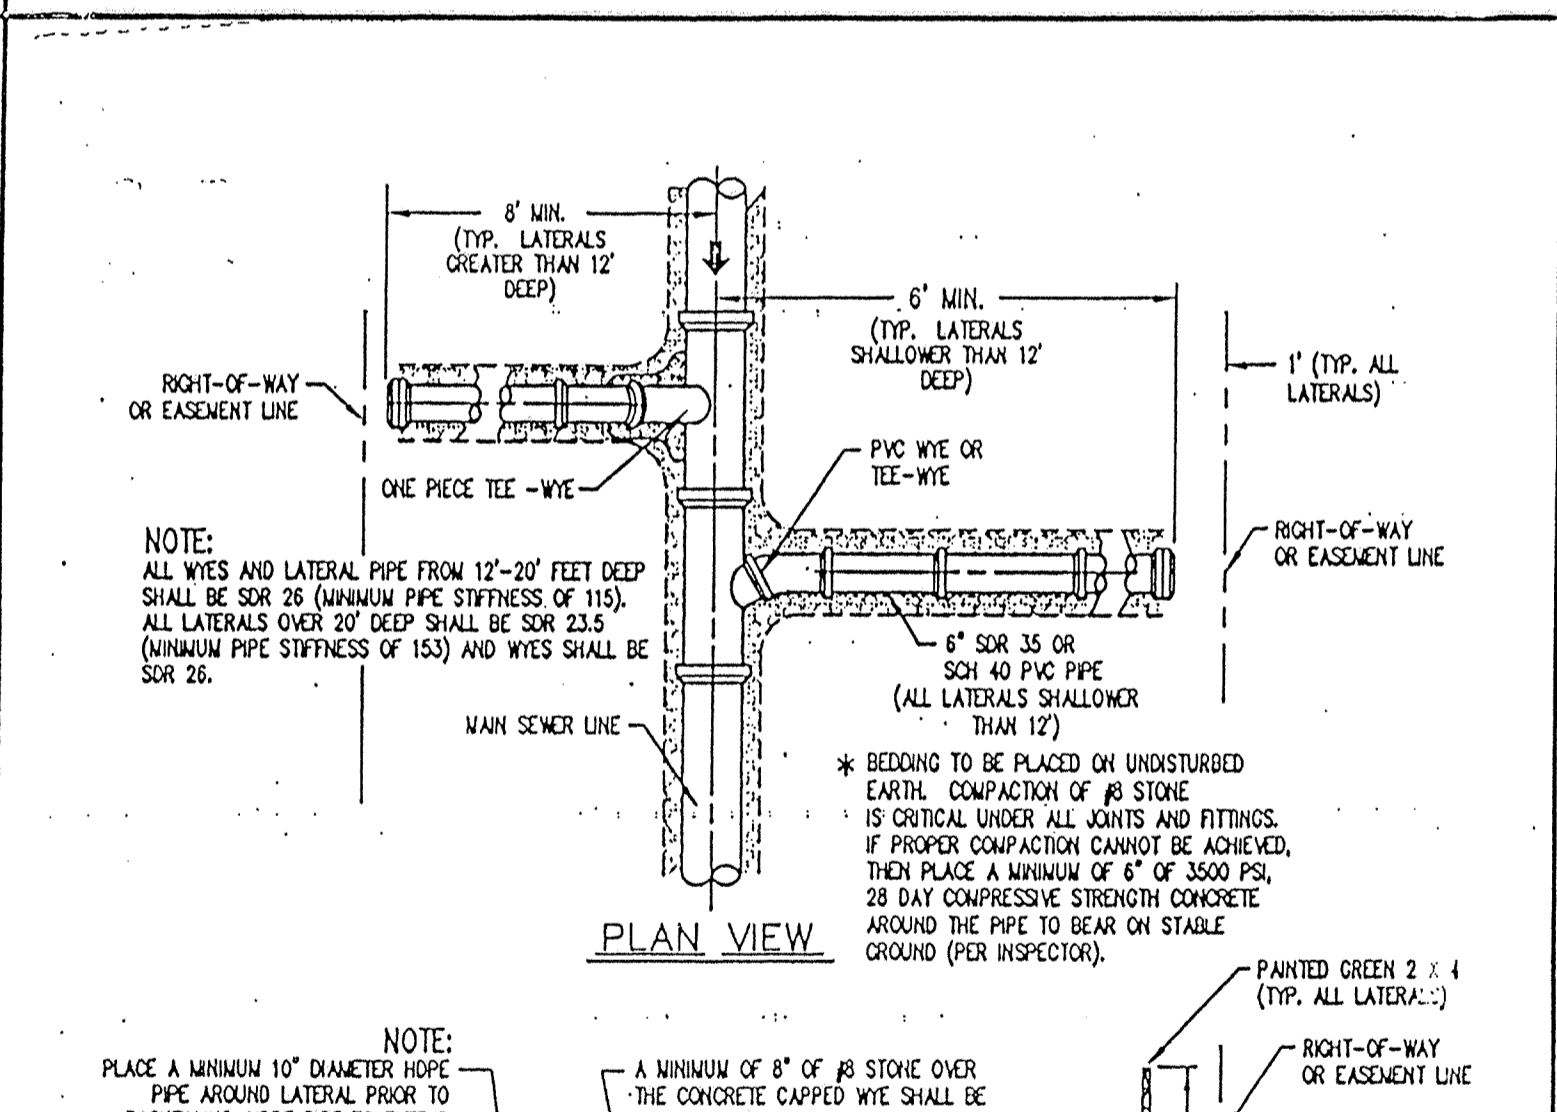 8' MIN.
(TYP. LATERALS
GREATER THAN 12'
DEEP)
6' MIN.
(TYP. LATERALS
SHALLOWER THAN 12'
DEEP)
1' (TYP. ALL
LATERALS)
RIGHT-OF-WAY
OR EASEMENT LINE
PVC WYE OR
TEE-WYE
ONE PIECE TEE -WYE
RIGHT-OF-WAY
OR EASEMENT LINE
NOTE:
ALL WYES AND LATERAL PIPE FROM 12'-20' FEET DEEP
SHALL BE SDR 26 (MINIMUM PIPE STIFFNESS OF 115).
ALL LATERALS OVER 20' DEEP SHALL BE SDR 23.5
(MINIMUM PIPE STIFFNESS OF 153) AND WYES SHALL BE
SDR 26.
6" SDR 35 OR
SCH 40 PVC PIPE
(ALL LATERALS SHALLOWER
THAN 12')
MAIN SEWER LINE
* BEDDING TO BE PLACED ON UNDISTURBED
EARTH. COMPACTION OF #8 STONE
IS CRITICAL UNDER ALL JOINTS AND FITTINGS.
IF PROPER COMPACTION CANNOT BE ACHIEVED,
THEN PLACE A MINIMUM OF 6" OF 3500 PSI,
28 DAY COMPRESSIVE STRENGTH CONCRETE
AROUND THE PIPE TO BEAR ON STABLE
GROUND (PER INSPECTOR).
PLAN VIEW
PAINTED GREEN 2 X 4
(TYP. ALL LATERALS)
NOTE:
PLACE A MINIMUM 10" DIAMETER HDPE
PIPE AROUND LATERAL PRIOR TO
A MINIMUM OF 8" OF #8 STONE OVER
THE CONCRETE CAPPED WYE SHALL BE
RIGHT-OF-WAY
OR EASEMENT LINE